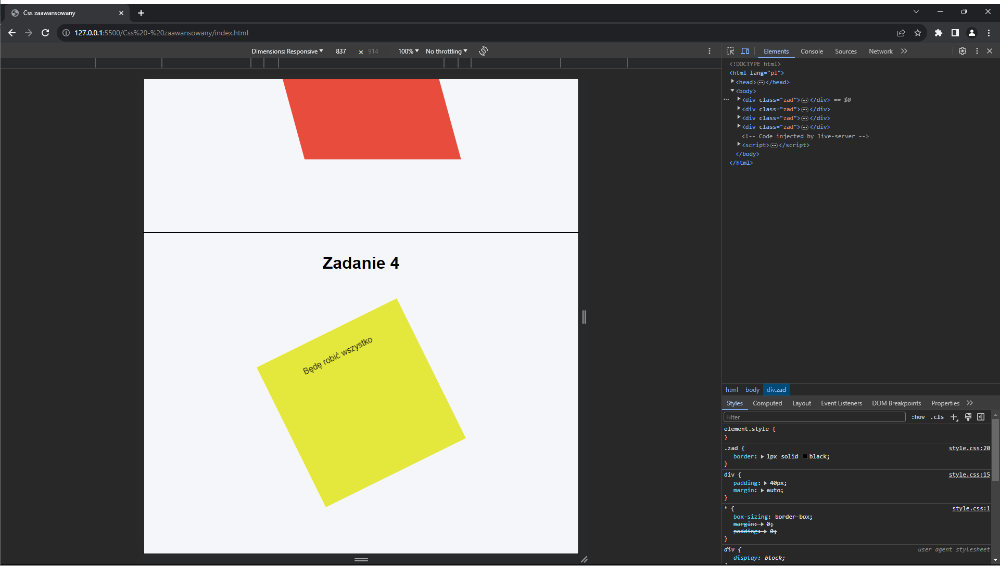 Css zaawansowany
127.0.0.1:5500/Css%20-%20zaawansowany/index.html
Dimensions: Responsive 837 × 914 100% No throttling
Elements Console Sources Network
<!DOCTYPE html>
<html lang="pl">
<head>…</head>
<body>
<div class="zad">…</div> == $0
<div class="zad">…</div>
<div class="zad">…</div>
<div class="zad">…</div>
<!-- Code injected by live-server -->
<script>…</script>
</body>
</html>
Zadanie 4
Będę robić wszystko
html body div.zad
Styles Computed Layout Event Listeners DOM Breakpoints Properties
Filter :hov .cls
element.style {
}
.zad { style.css:20
border: 1px solid black;
}
div { style.css:15
padding: 40px;
margin: auto;
}
* { style.css:1
box-sizing: border-box;
margin: 0;
padding: 0;
}
div { user agent stylesheet
display: block;